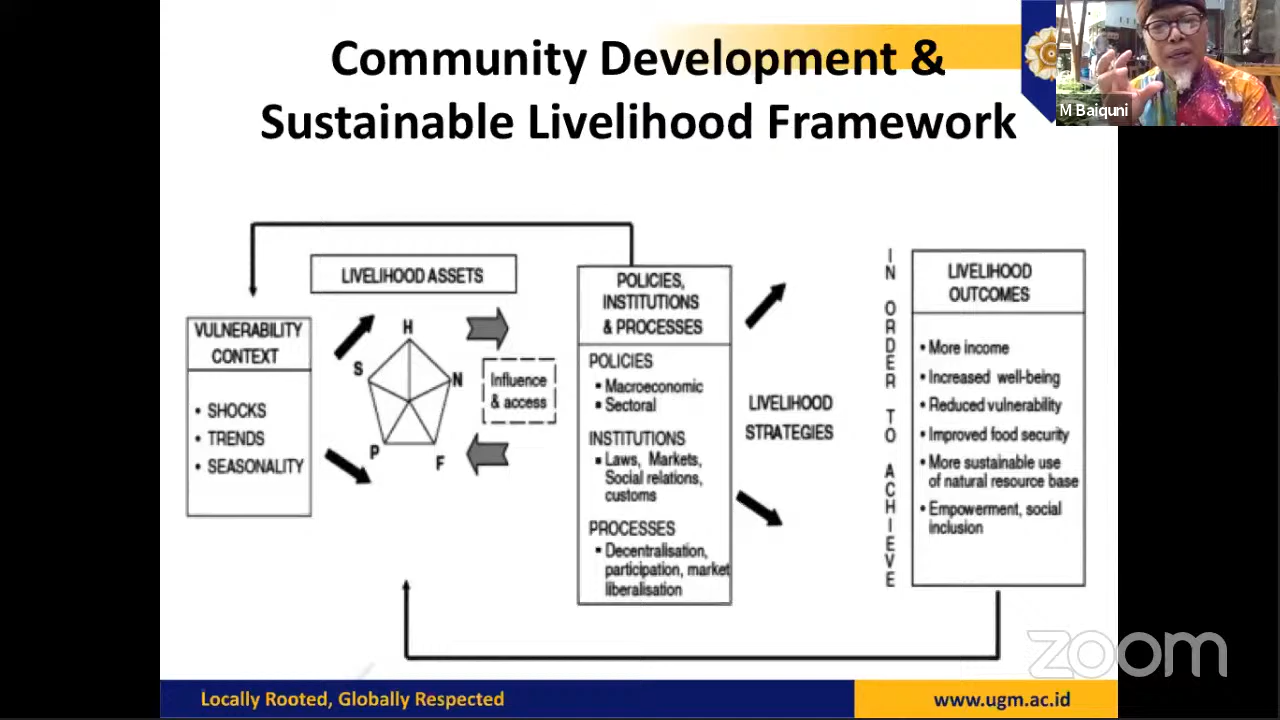 Community Development &
Sustainable Livelihood Framework
M Baiquni
LIVELIHOOD ASSETS
VULNERABILITY
CONTEXT
• SHOCKS
• TRENDS
• SEASONALITY
H
S
N
P
F
Influence
& access
POLICIES,
INSTITUTIONS
& PROCESSES
POLICIES
▪ Macroeconomic
▪ Sectoral
INSTITUTIONS
▪ Laws, Markets,
Social relations,
customs
PROCESSES
▪ Decentralisation,
participation, market
liberalisation
LIVELIHOOD
STRATEGIES
IN ORDER TO ACHIEVE
LIVELIHOOD
OUTCOMES
• More income
• Increased well-being
• Reduced vulnerability
• Improved food security
• More sustainable use
of natural resource base
• Empowerment, social
inclusion
zoom
Locally Rooted, Globally Respected
www.ugm.ac.id